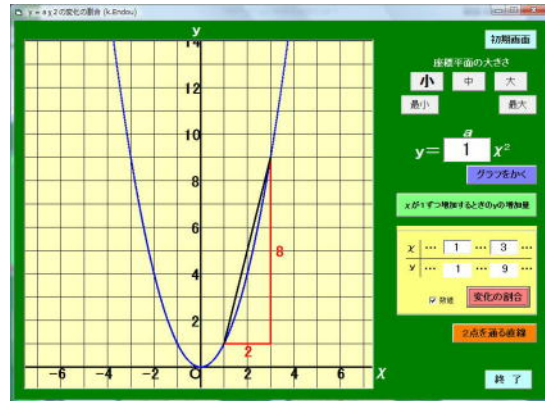 y = a χ 2 の変化の割合 (k.Endou)
y
14
12
10
8
6
4
2
8
2
-6 -4 -2 O 2 4 6 χ
初期画面
座標平面の大きさ
小 中 大
最小 最大
a
y = 1 χ²
グラフをかく
χが1ずつ増加するときのyの増加量
χ … 1 … 3 …
y … 1 … 9 …
数値 変化の割合
2点を通る直線
終 了